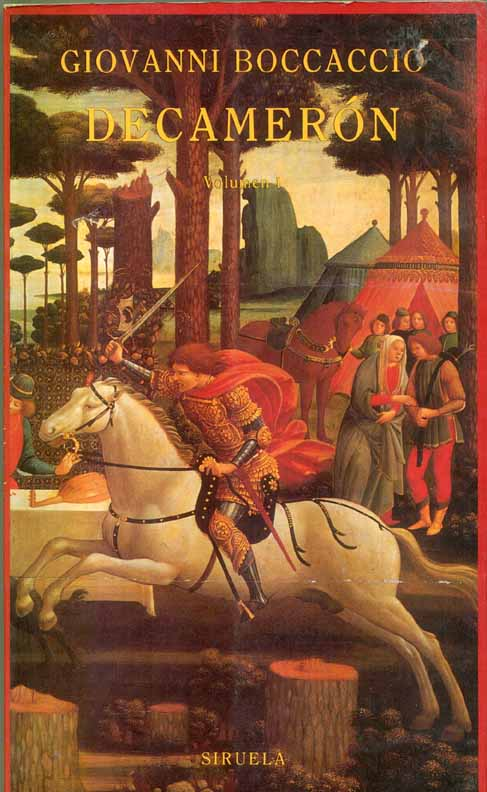 GIOVANNI BOCCACCIO
DECAMERÓN
Volumen I
SIRUELA